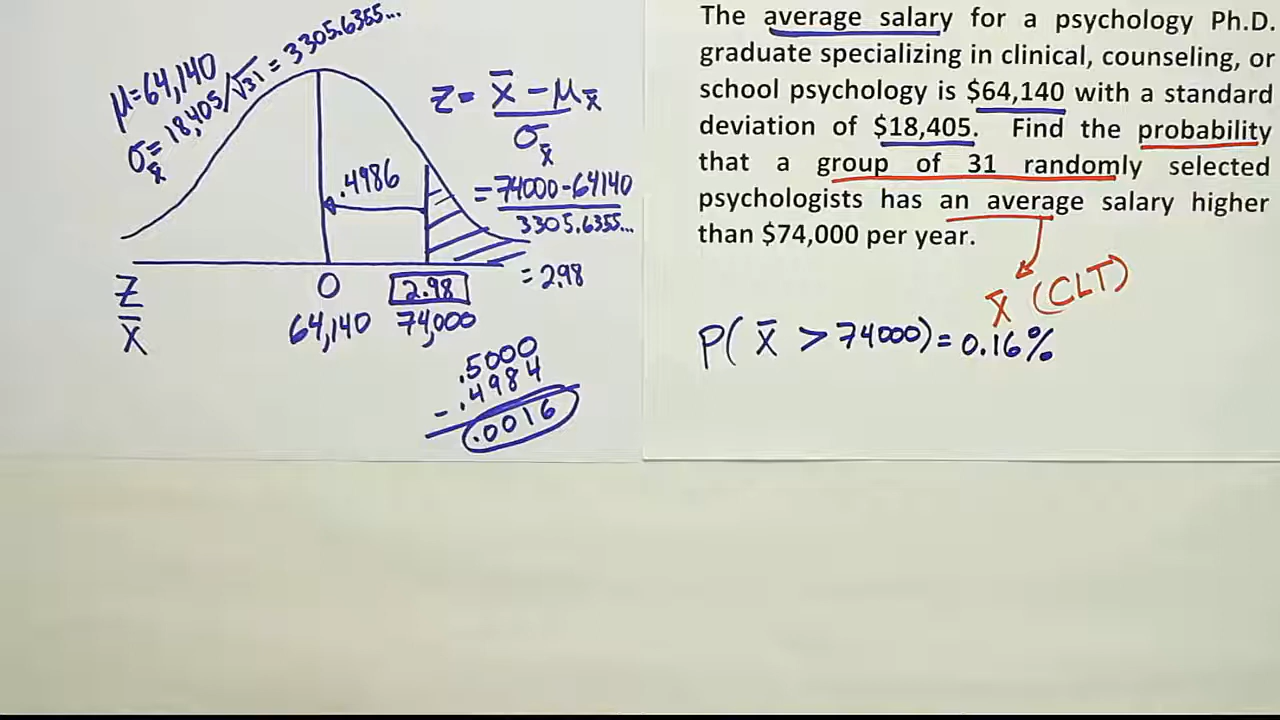 μ=64,140
σx̄=18,405/√31=3305.6355...
Z= x̄-μx̄
σx̄
.4986
=74000-64140
3305.6355...
=2.98
Z 0 2.98
x̄ 64,140 74,000
.5000
-.4984
.0016
The average salary for a psychology Ph.D.
graduate specializing in clinical, counseling, or
school psychology is $64,140 with a standard
deviation of $18,405. Find the probability
that a group of 31 randomly selected
psychologists has an average salary higher
than $74,000 per year.
x̄ (CLT)
P( x̄ >74000)=0.16%